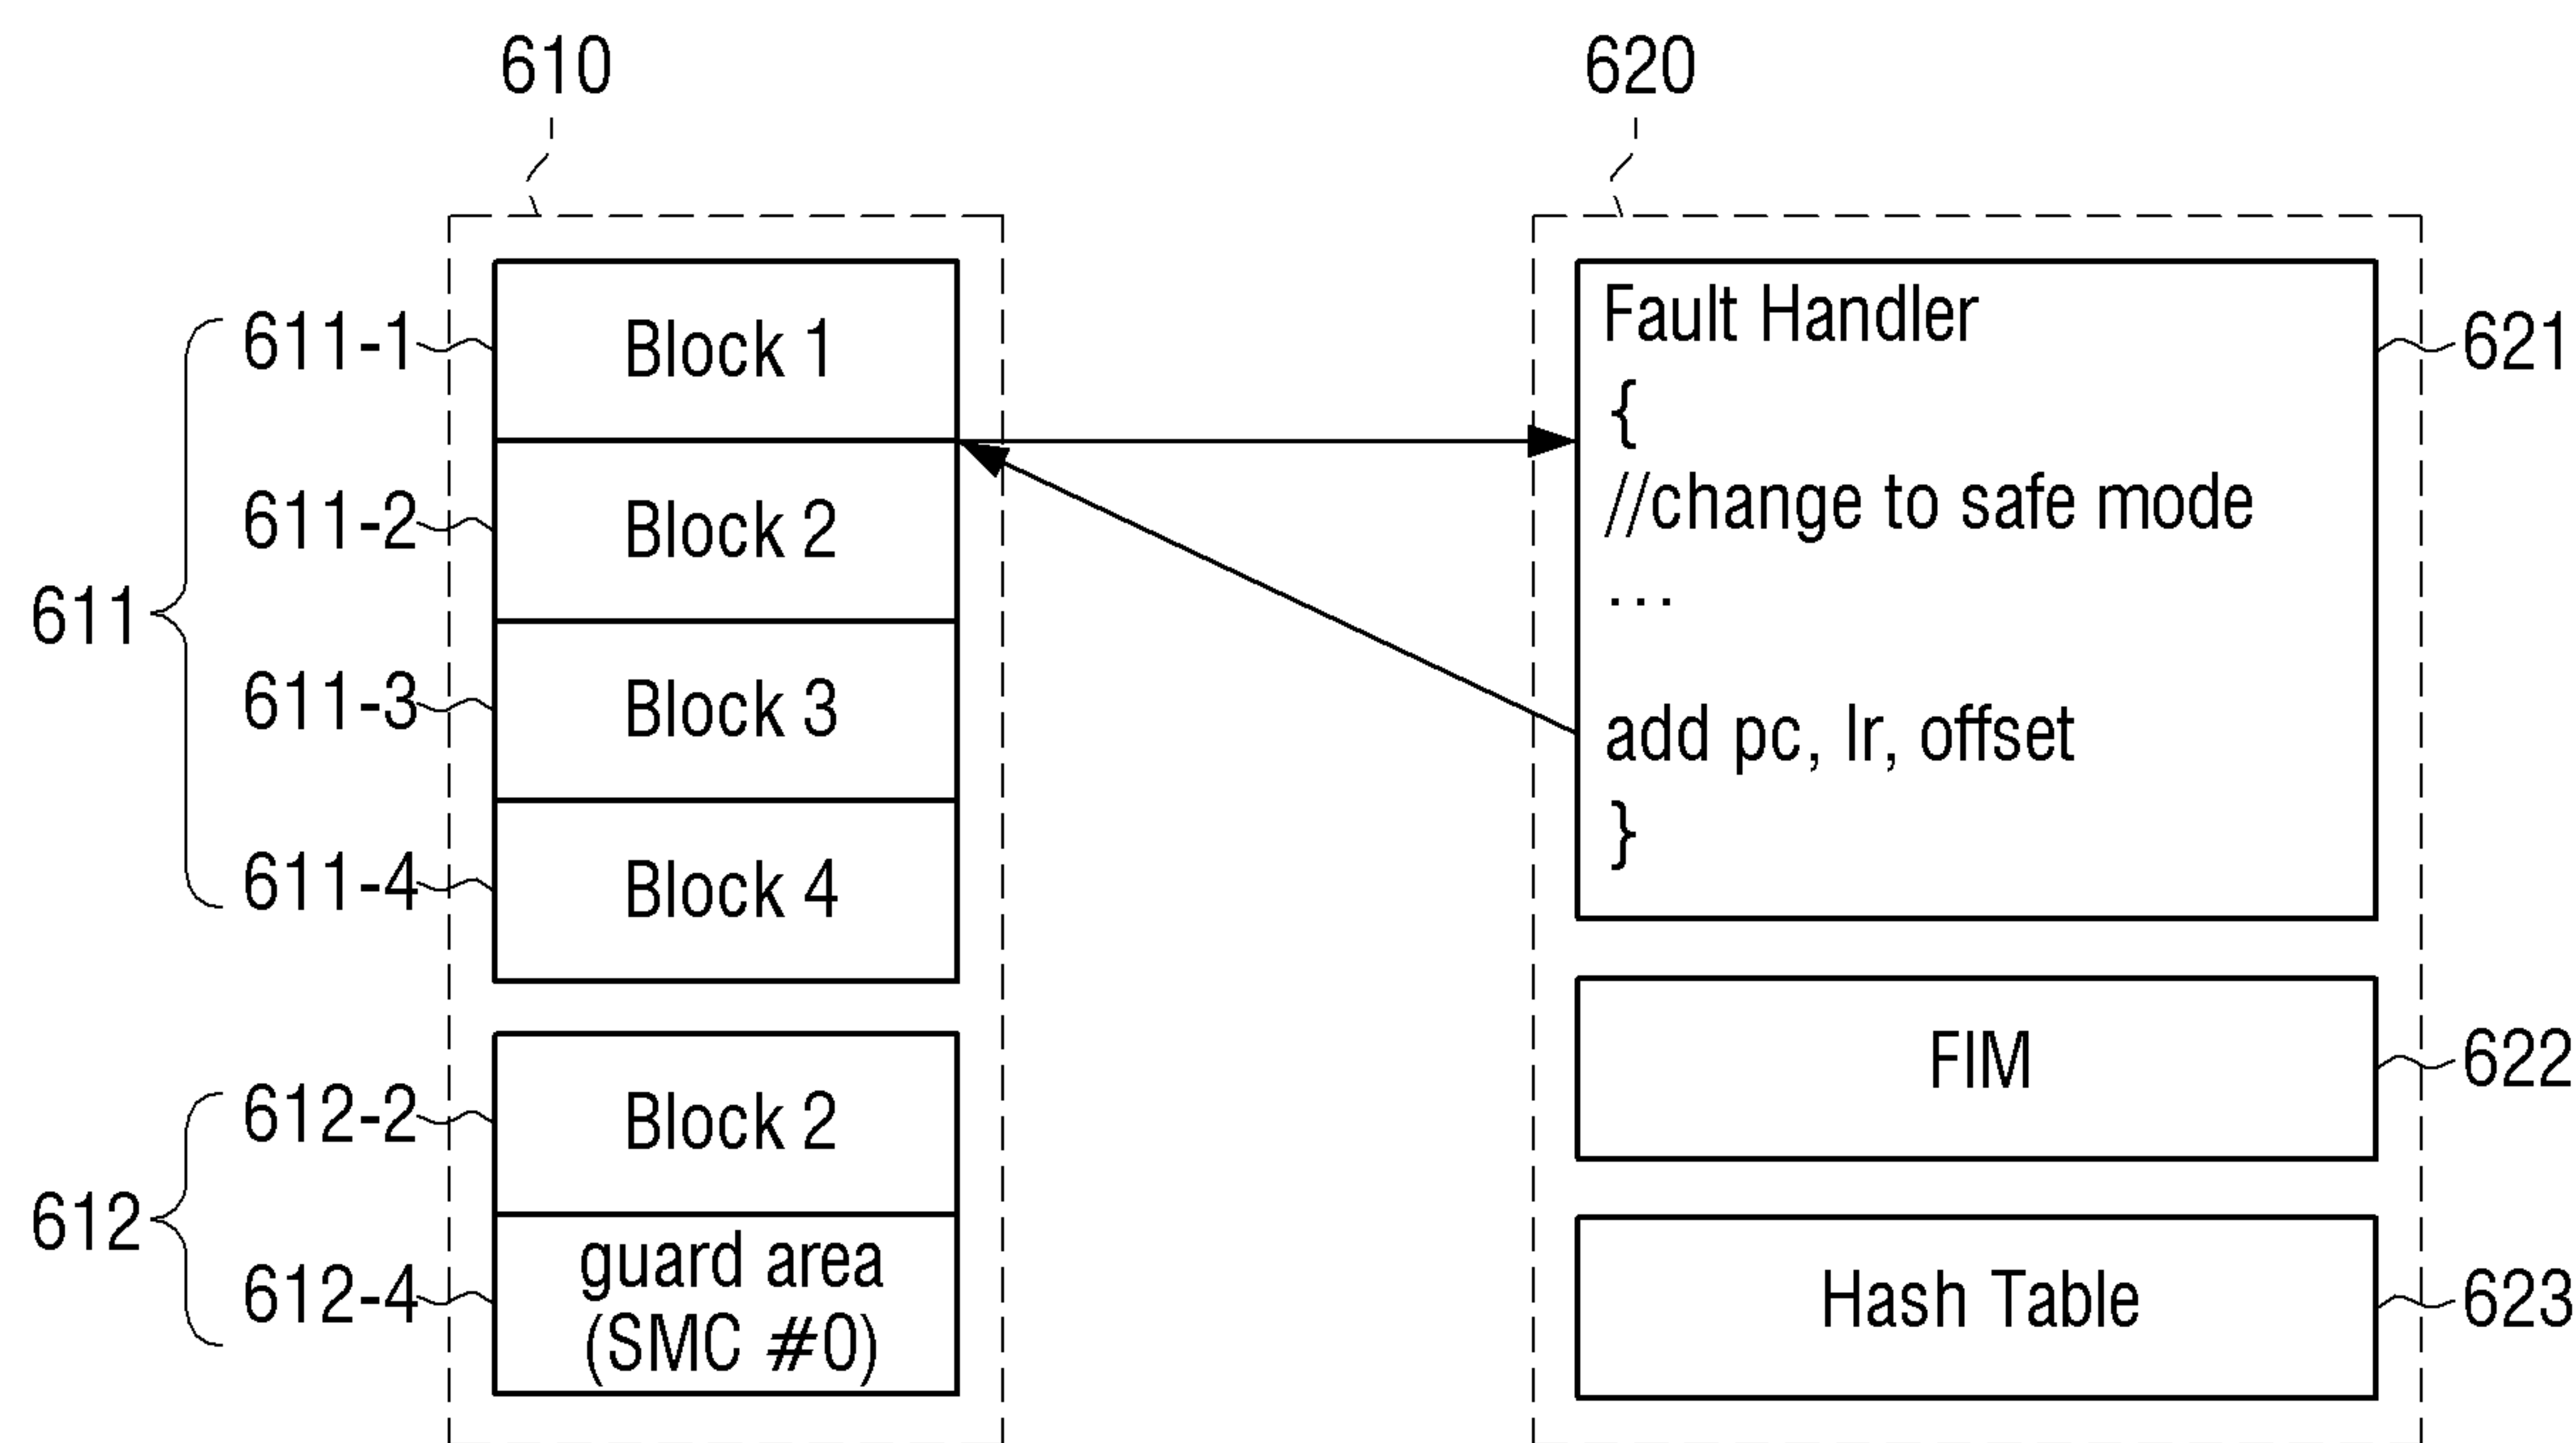 610
620
611
611-1
Block 1
611-2
Block 2
611-3
Block 3
611-4
Block 4
612
612-2
Block 2
612-4
guard area
(SMC #0)
Fault Handler
{
//change to safe mode
...
add pc, lr, offset
}
621
FIM
622
Hash Table
623